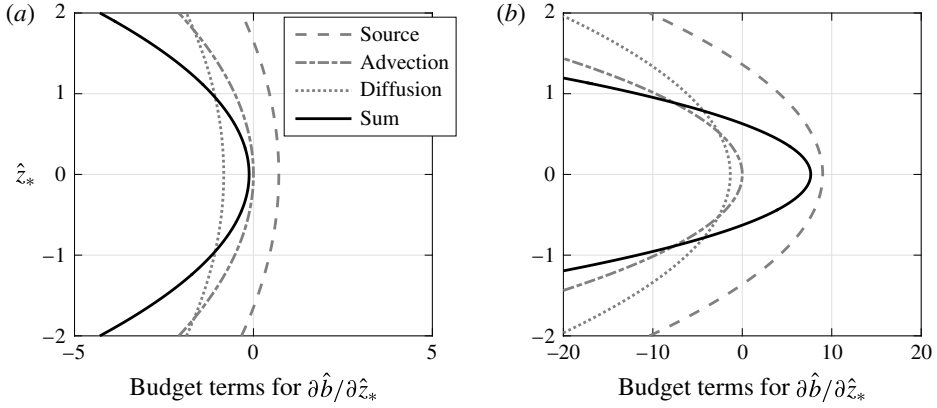 (a)
2
1
0
−1
−2
ẑ*
−5
0
5
Source
Advection
Diffusion
Sum
Budget terms for ∂b̂/∂ẑ*
(b)
2
1
0
−1
−2
−20
−10
0
10
20
Budget terms for ∂b̂/∂ẑ*